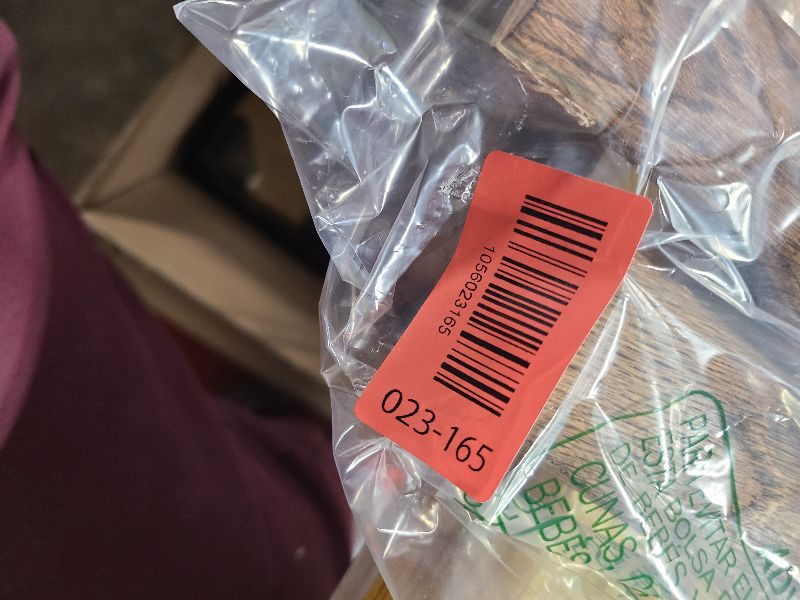 1056023165
023-165
PARA EVITAR EL
ESTA BOLSA
DE BEBÉS
CUNAS,
BEBÉS